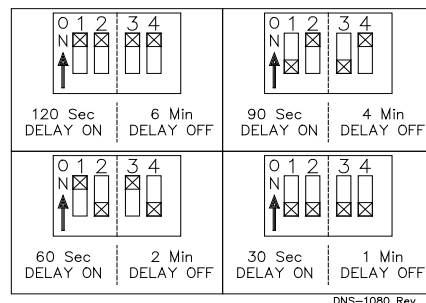 O 1 2 3 4
N
120 Sec 6 Min
DELAY ON DELAY OFF
O 1 2 3 4
N
90 Sec 4 Min
DELAY ON DELAY OFF
O 1 2 3 4
N
60 Sec 2 Min
DELAY ON DELAY OFF
O 1 2 3 4
N
30 Sec 1 Min
DELAY ON DELAY OFF
DNS-1080 Rev